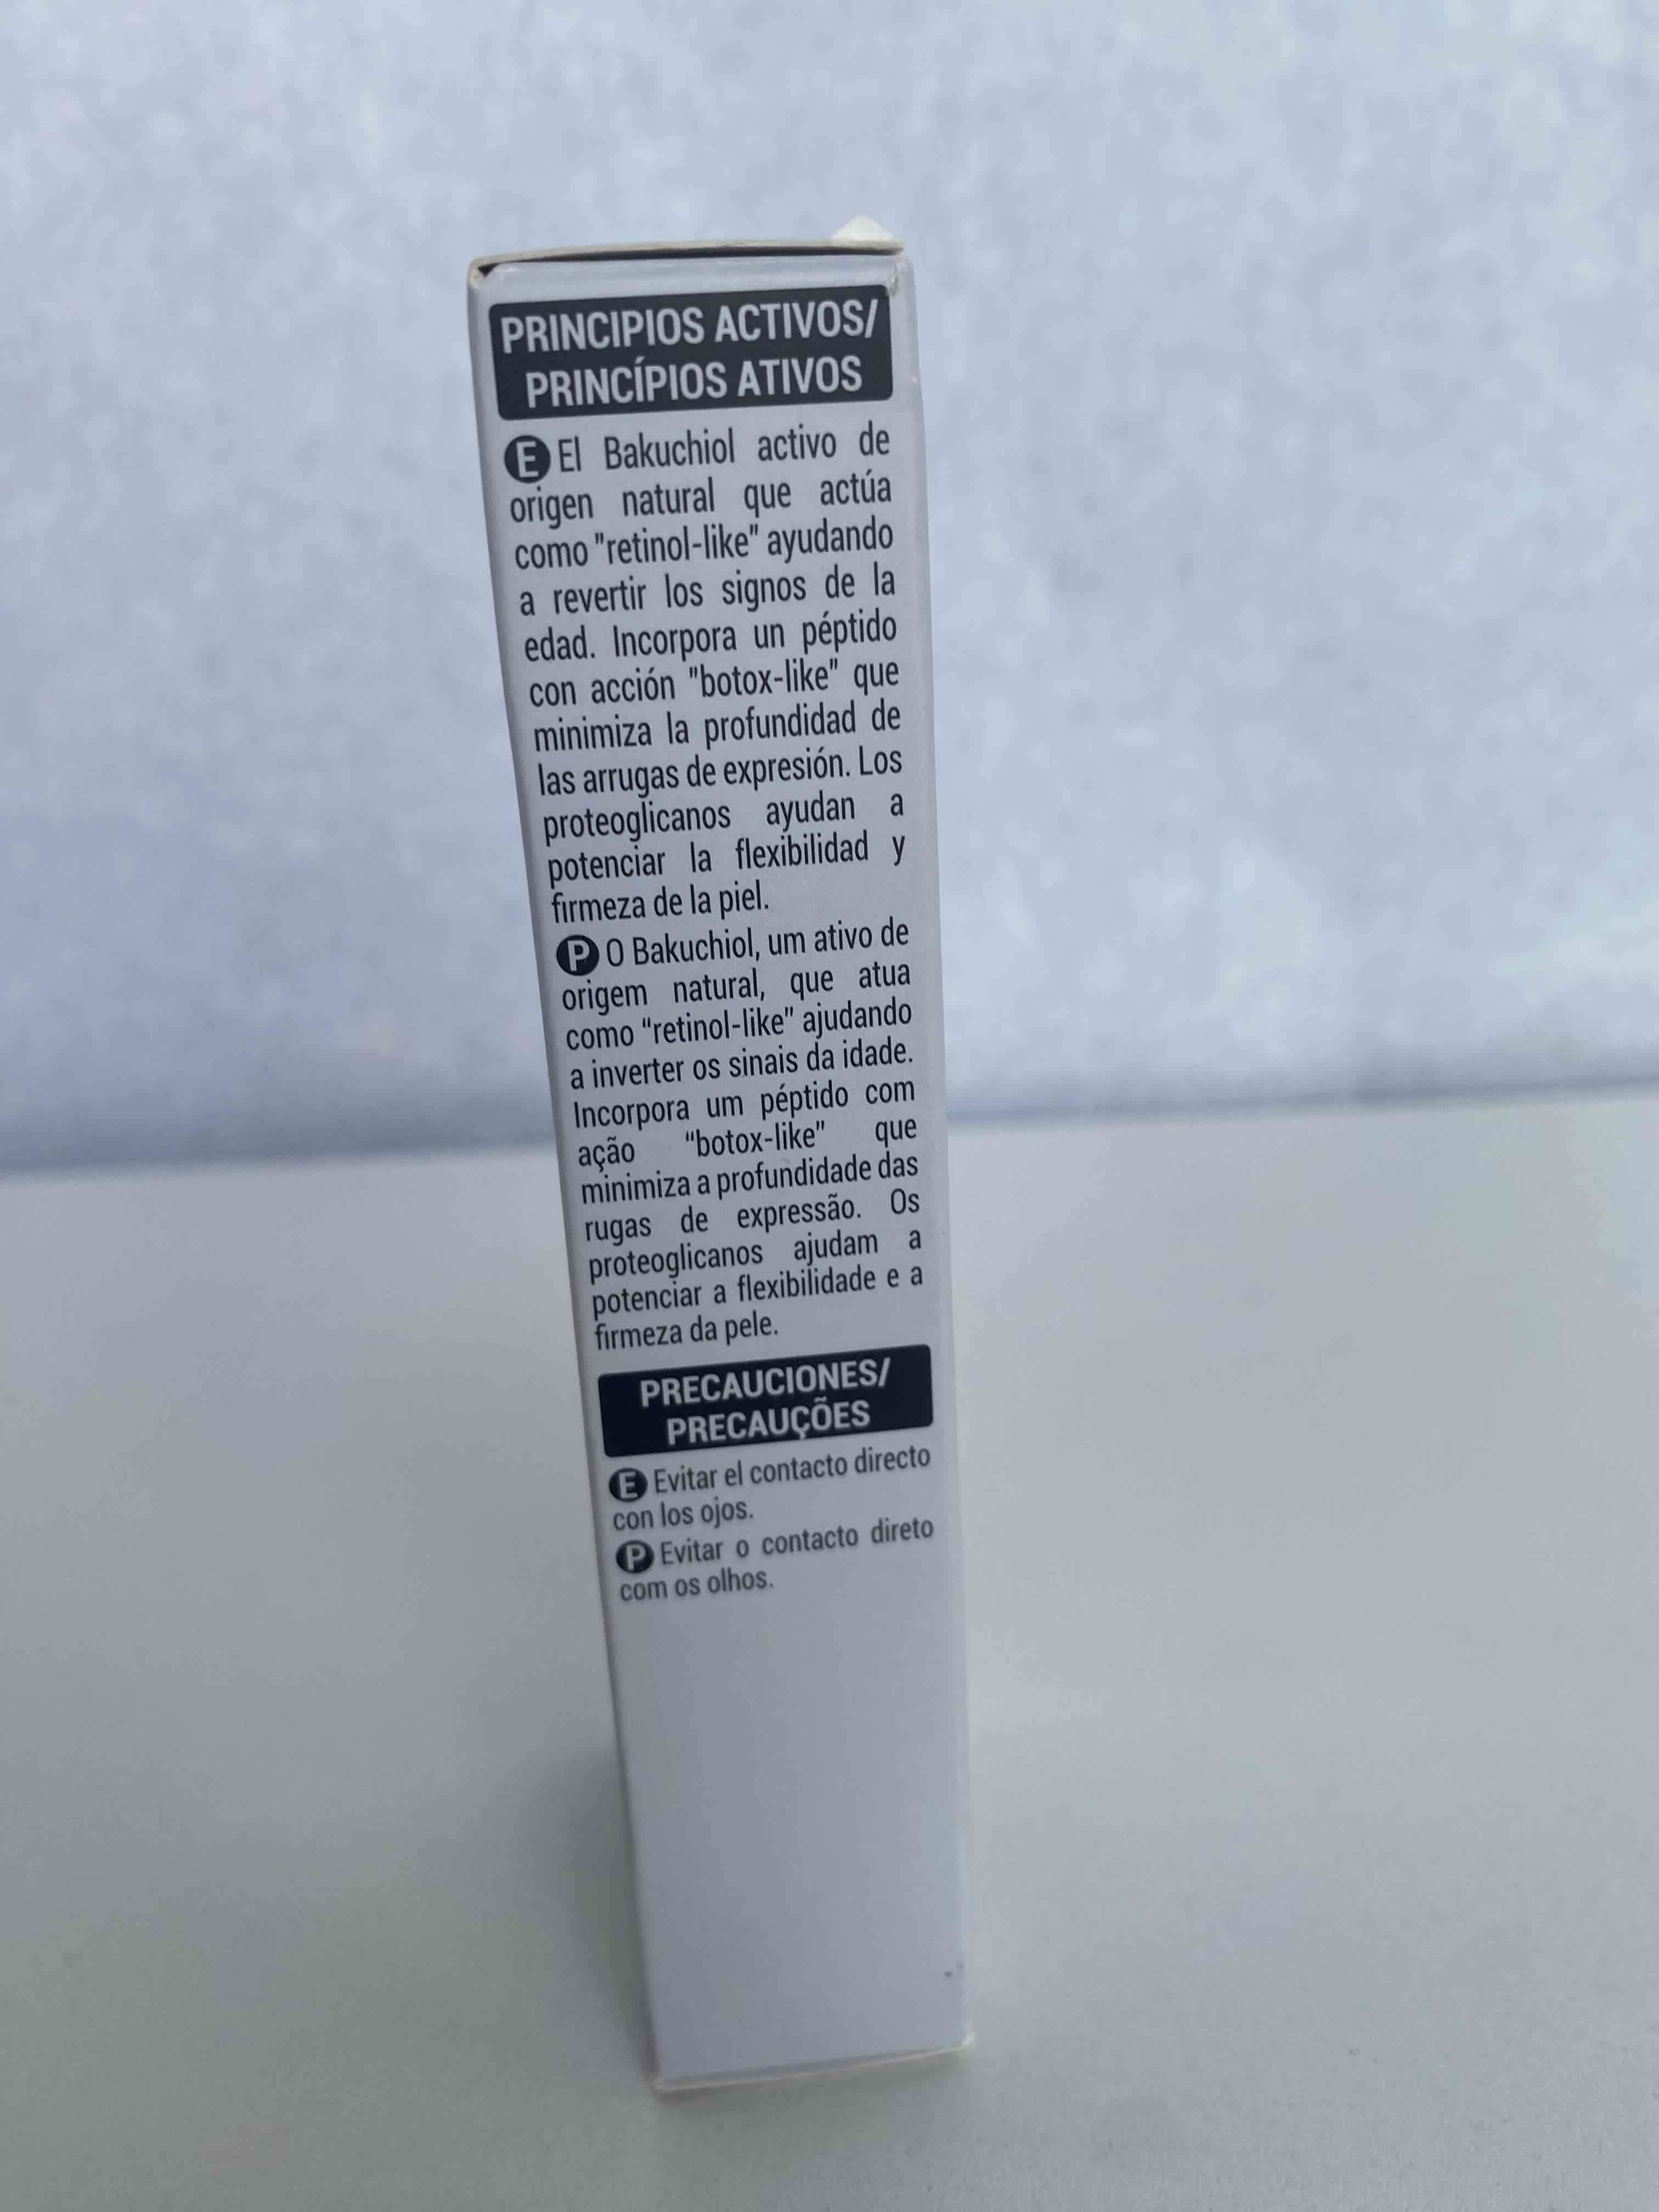 PRINCIPIOS ACTIVOS/
PRINCÍPIOS ATIVOS
E El Bakuchiol activo de
origen natural que actúa
como "retinol-like" ayudando
a revertir los signos de la
edad. Incorpora un péptido
con acción "botox-like" que
minimiza la profundidad de
las arrugas de expresión. Los
proteoglicanos ayudan a
potenciar la flexibilidad y
firmeza de la piel.
P O Bakuchiol, um ativo de
origem natural, que atua
como “retinol-like” ajudando
a inverter os sinais da idade.
Incorpora um péptido com
ação “botox-like” que
minimiza a profundidade das
rugas de expressão. Os
proteoglicanos ajudam a
potenciar a flexibilidade e a
firmeza da pele.
PRECAUCIONES/
PRECAUÇÕES
E Evitar el contacto directo
con los ojos.
P Evitar o contacto direto
com os olhos.